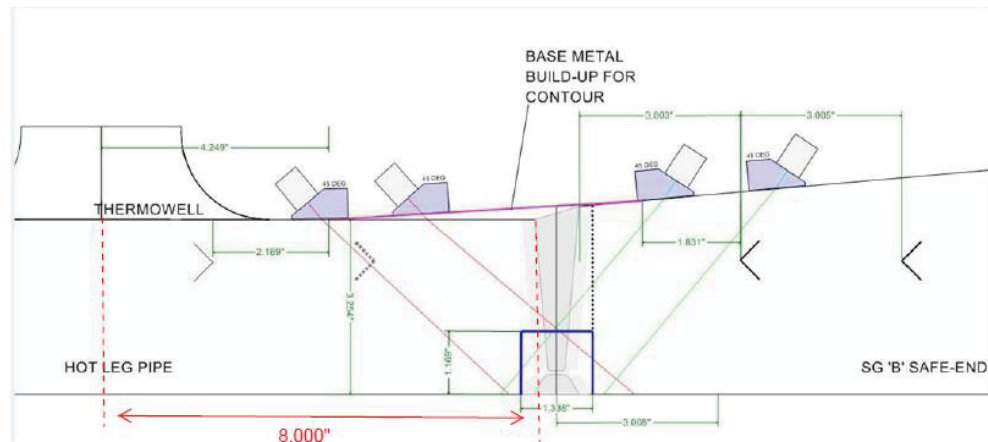 BASE METAL
BUILD-UP FOR
CONTOUR
3.003"
3.005"
4.249"
45 DEG
45 DEG
45 DEG
45 DEG
THERMOWELL
2.189"
1.831"
3.254"
1.169"
HOT LEG PIPE
SG 'B' SAFE-END
1.338"
3.008"
8.000"